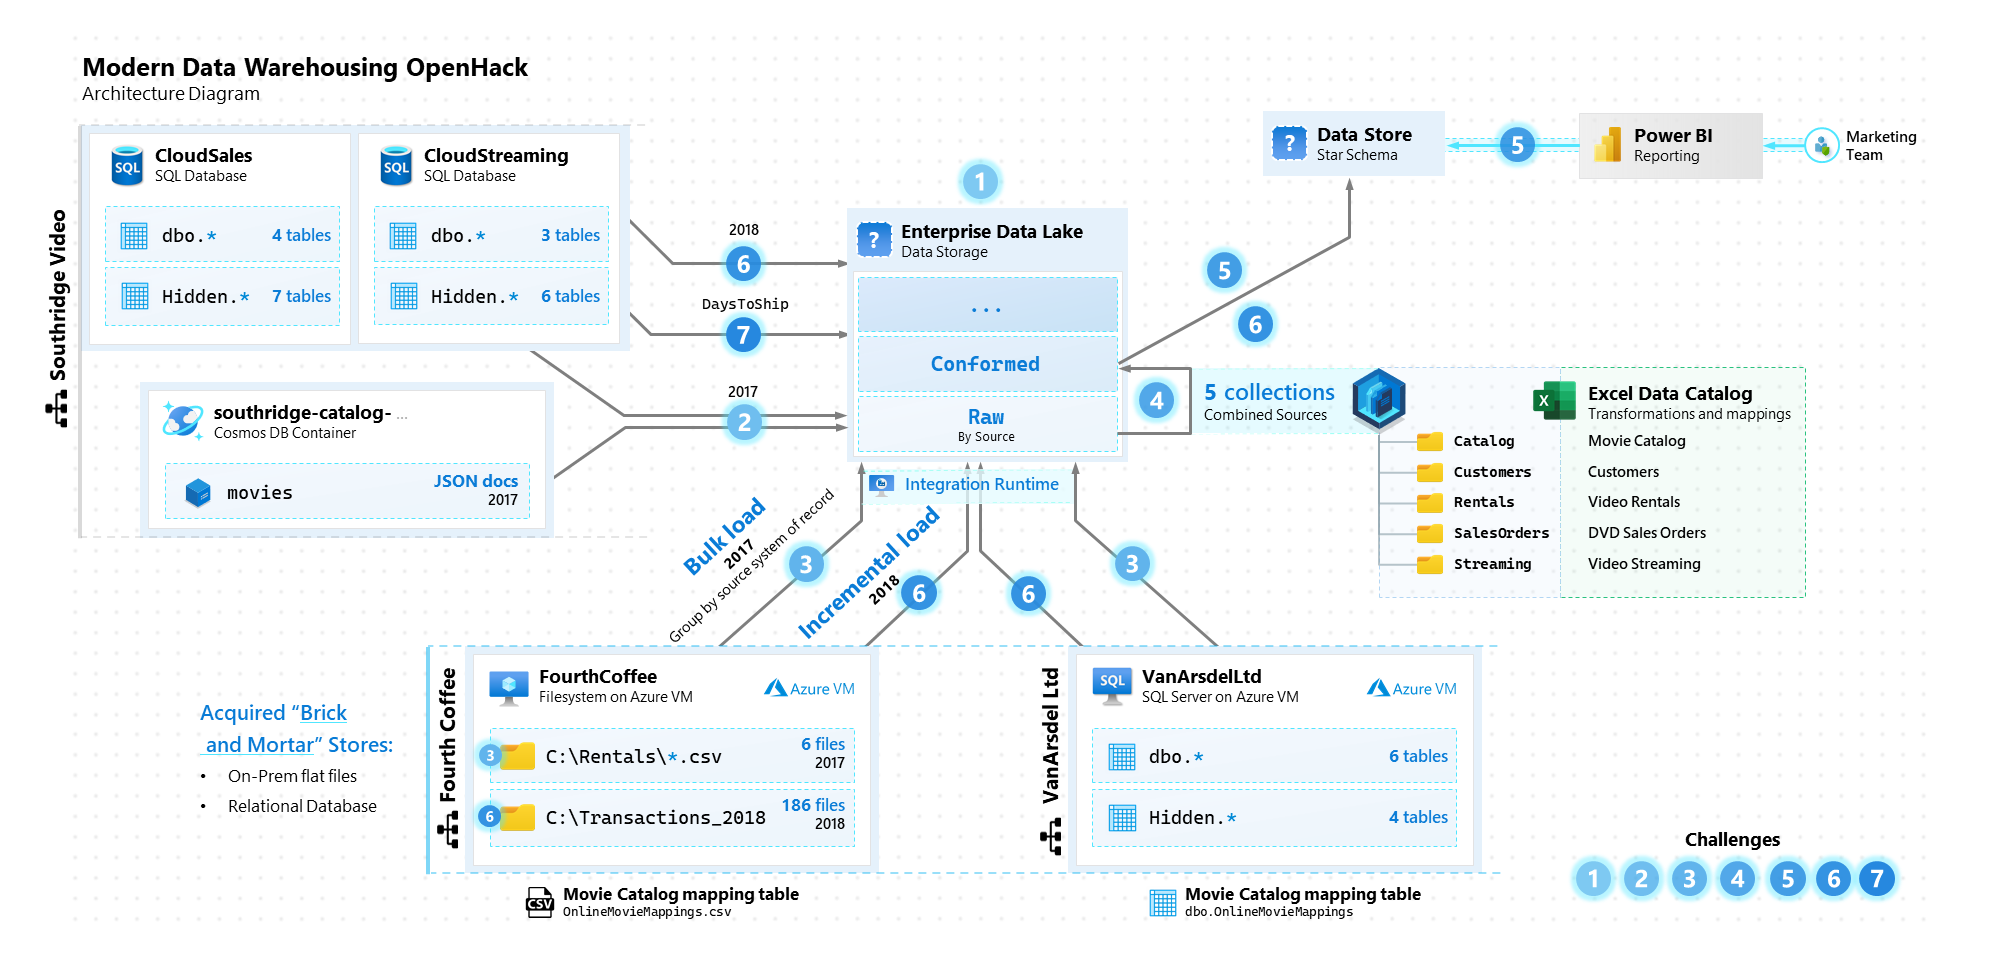 Modern Data Warehousing OpenHack
Architecture Diagram
Southridge Video
CloudSales
SQL Database
SQL
dbo.*
4 tables
Hidden.*
7 tables
CloudStreaming
SQL Database
SQL
dbo.*
3 tables
Hidden.*
6 tables
southridge-catalog- ...
Cosmos DB Container
movies
JSON docs
2017
2018
6
DaysToShip
7
2017
2
1
?
Enterprise Data Lake
Data Storage
...
Conformed
Raw
By Source
Integration Runtime
?
Data Store
Star Schema
5
Power BI
Reporting
Marketing
Team
5
6
4
5 collections
Combined Sources
Catalog
Customers
Rentals
SalesOrders
Streaming
X
Excel Data Catalog
Transformations and mappings
Movie Catalog
Customers
Video Rentals
DVD Sales Orders
Video Streaming
Bulk load
2017
Group by source system of record
3
Incremental load
2018
6
6
3
Acquired “Brick
and Mortar” Stores:
• On-Prem flat files
• Relational Database
Fourth Coffee
FourthCoffee
Filesystem on Azure VM
Azure VM
3
C:\Rentals\*.csv
6 files
2017
6
C:\Transactions_2018
186 files
2018
CSV
Movie Catalog mapping table
OnlineMovieMappings.csv
VanArsdel Ltd
SQL
VanArsdelLtd
SQL Server on Azure VM
Azure VM
dbo.*
6 tables
Hidden.*
4 tables
Movie Catalog mapping table
dbo.OnlineMovieMappings
Challenges
1 2 3 4 5 6 7